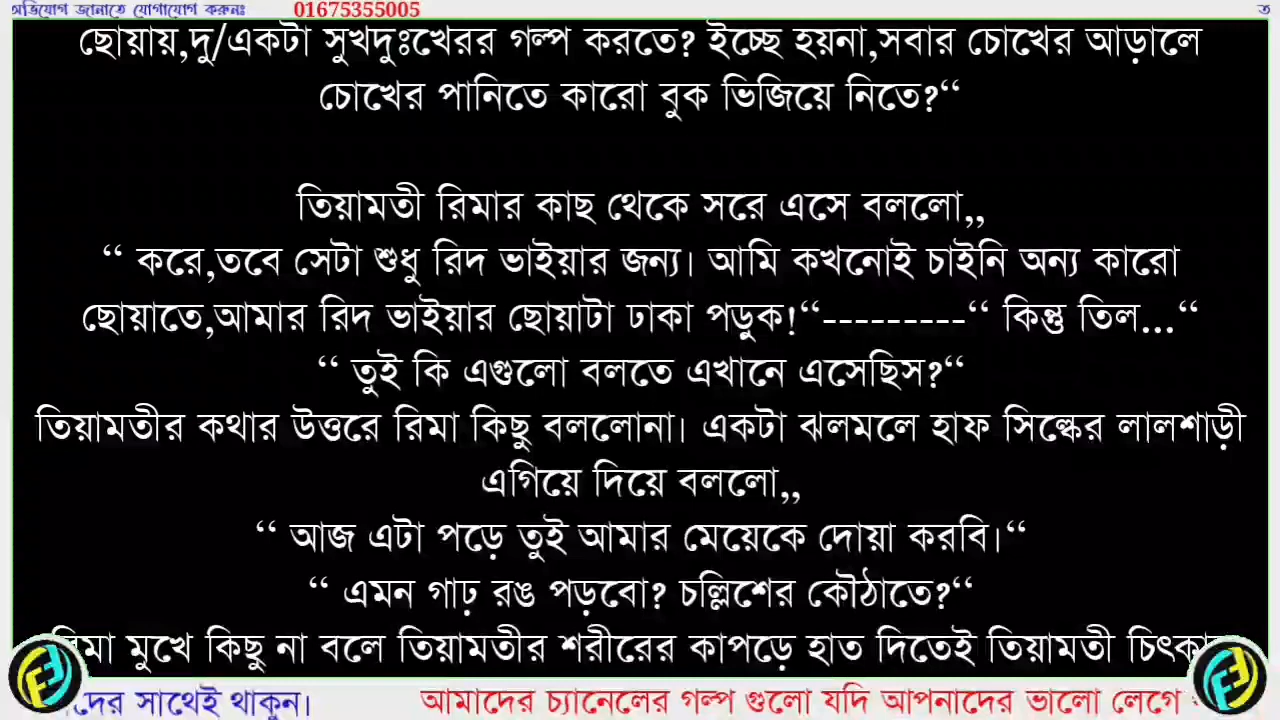 অভিযোগ জানাতে যোগাযোগ করুনঃ 01675355005 ত
ছোয়ায়,দু/একটা সুখদুঃখেরর গল্প করতে? ইচ্ছে হয়না,সবার চোখের আড়ালে
চোখের পানিতে কারো বুক ভিজিয়ে নিতে?“
তিয়ামতী রিমার কাছ থেকে সরে এসে বললো,,
“ করে,তবে সেটা শুধু রিদ ভাইয়ার জন্য। আমি কখনোই চাইনি অন্য কারো
ছোয়াতে,আমার রিদ ভাইয়ার ছোয়াটা ঢাকা পড়ুক!“---------“ কিন্তু তিল...“
“ তুই কি এগুলো বলতে এখানে এসেছিস?“
তিয়ামতীর কথার উত্তরে রিমা কিছু বললোনা। একটা ঝলমলে হাফ সিল্কের লালশাড়ী
এগিয়ে দিয়ে বললো,,
“ আজ এটা পড়ে তুই আমার মেয়েকে দোয়া করবি।“
“ এমন গাঢ় রঙ পড়বো? চল্লিশের কৌঠাতে?“
রিমা মুখে কিছু না বলে তিয়ামতীর শরীরের কাপড়ে হাত দিতেই তিয়ামতী
সাথেই থাকুন। আমাদের চ্যানেলের গল্প গুলো যদি আপনাদের ভালো লেগে